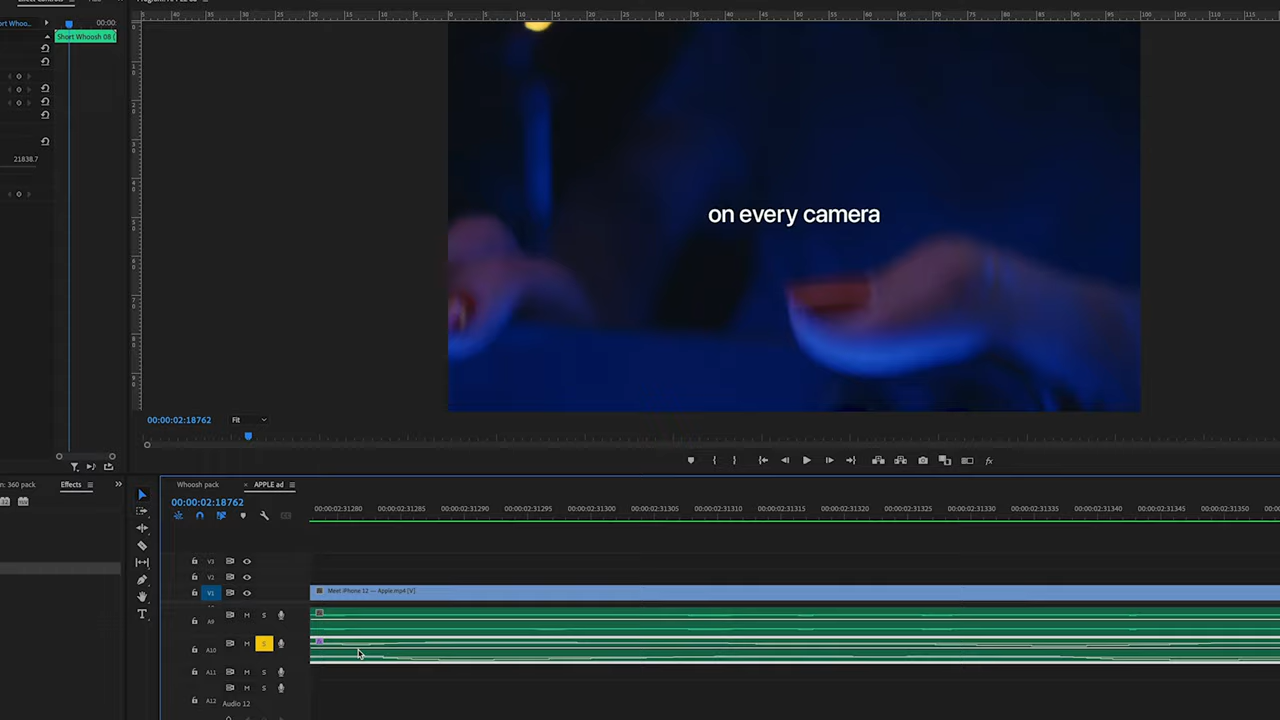 ort Whoo...
00:00:
Short Whoosh 08 (
21838.7
on every camera
00:00:02:18762
Fit
n: 360 pack
Effects
Whoosh pack
APPLE ad
00:00:02:18762
00:00:02:31280 00:00:02:31285 00:00:02:31290 00:00:02:31295 00:00:02:31300 00:00:02:31305 00:00:02:31310 00:00:02:31315 00:00:02:31320 00:00:02:31325 00:00:02:31330 00:00:02:31335 00:00:02:31340 00:00:02:31345 00:00:02:31350 00:0
V3
V2
V1
Meet iPhone 12 — Apple.mp4 [V]
A9 M S
A10 M S
A11 M S
M S
A12
Audio 12